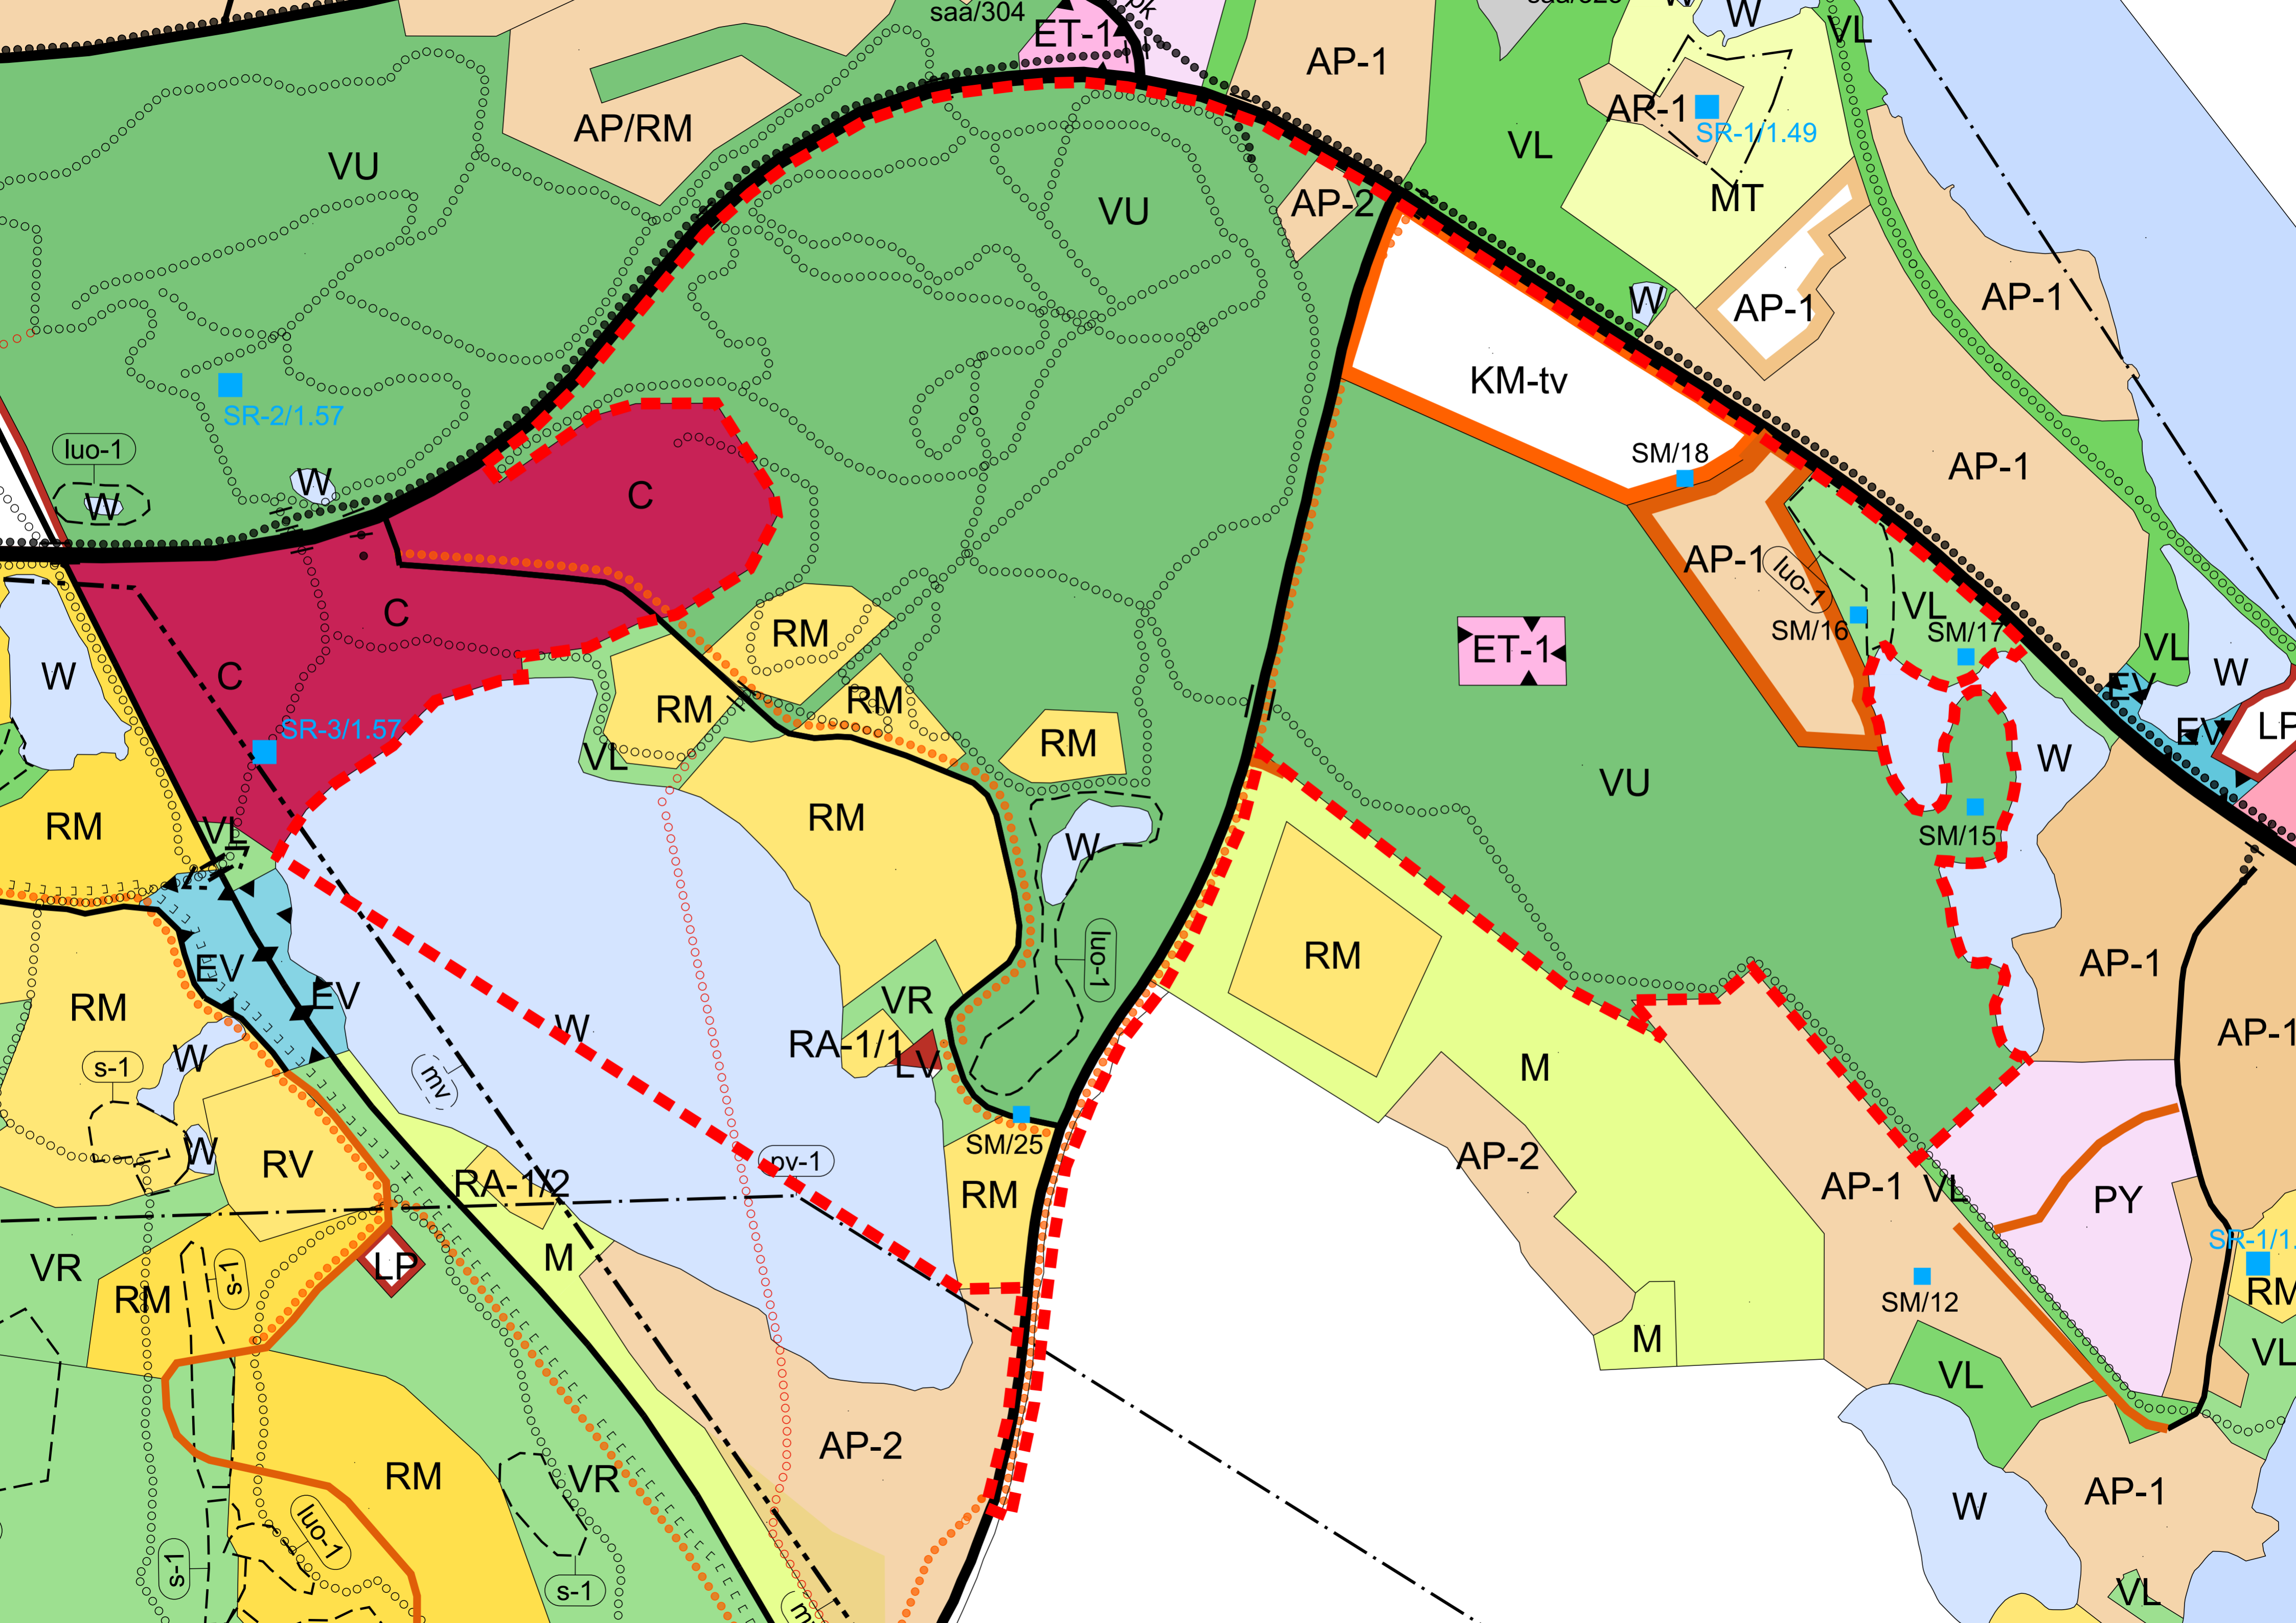 saa/304
pk
W
W
ET-1
VL
AP-1
AP-1
SR-1/1.49
AP/RM
VL
VU
MT
VU
AP-2
W
AP-1
AP-1
KM-tv
SR-2/1.57
luo-1
SM/18
AP-1
W
C
W
AP-1
luo-1
VL
C
SM/16
SM/17
RM
ET-1
VL
W
C
W
RM
RM
EV
SR-3/1.57
RM
EV
LP
VL
W
VU
RM
RM
VL
W
SM/15
luo-1
RM
AP-1
EV
EV
VR
RM
W
AP-1
RA-1/1
W
LV
M
s-1
mv
SM/25
W
pv-1
AP-2
RV
RA-1/2
RM
AP-1
VL
PY
SR-1/1.
M
VR
LP
s-1
RM
SM/12
RM
M
VL
VL
AP-2
RM
VR
AP-1
W
luo-1
s-1
s-1
VL